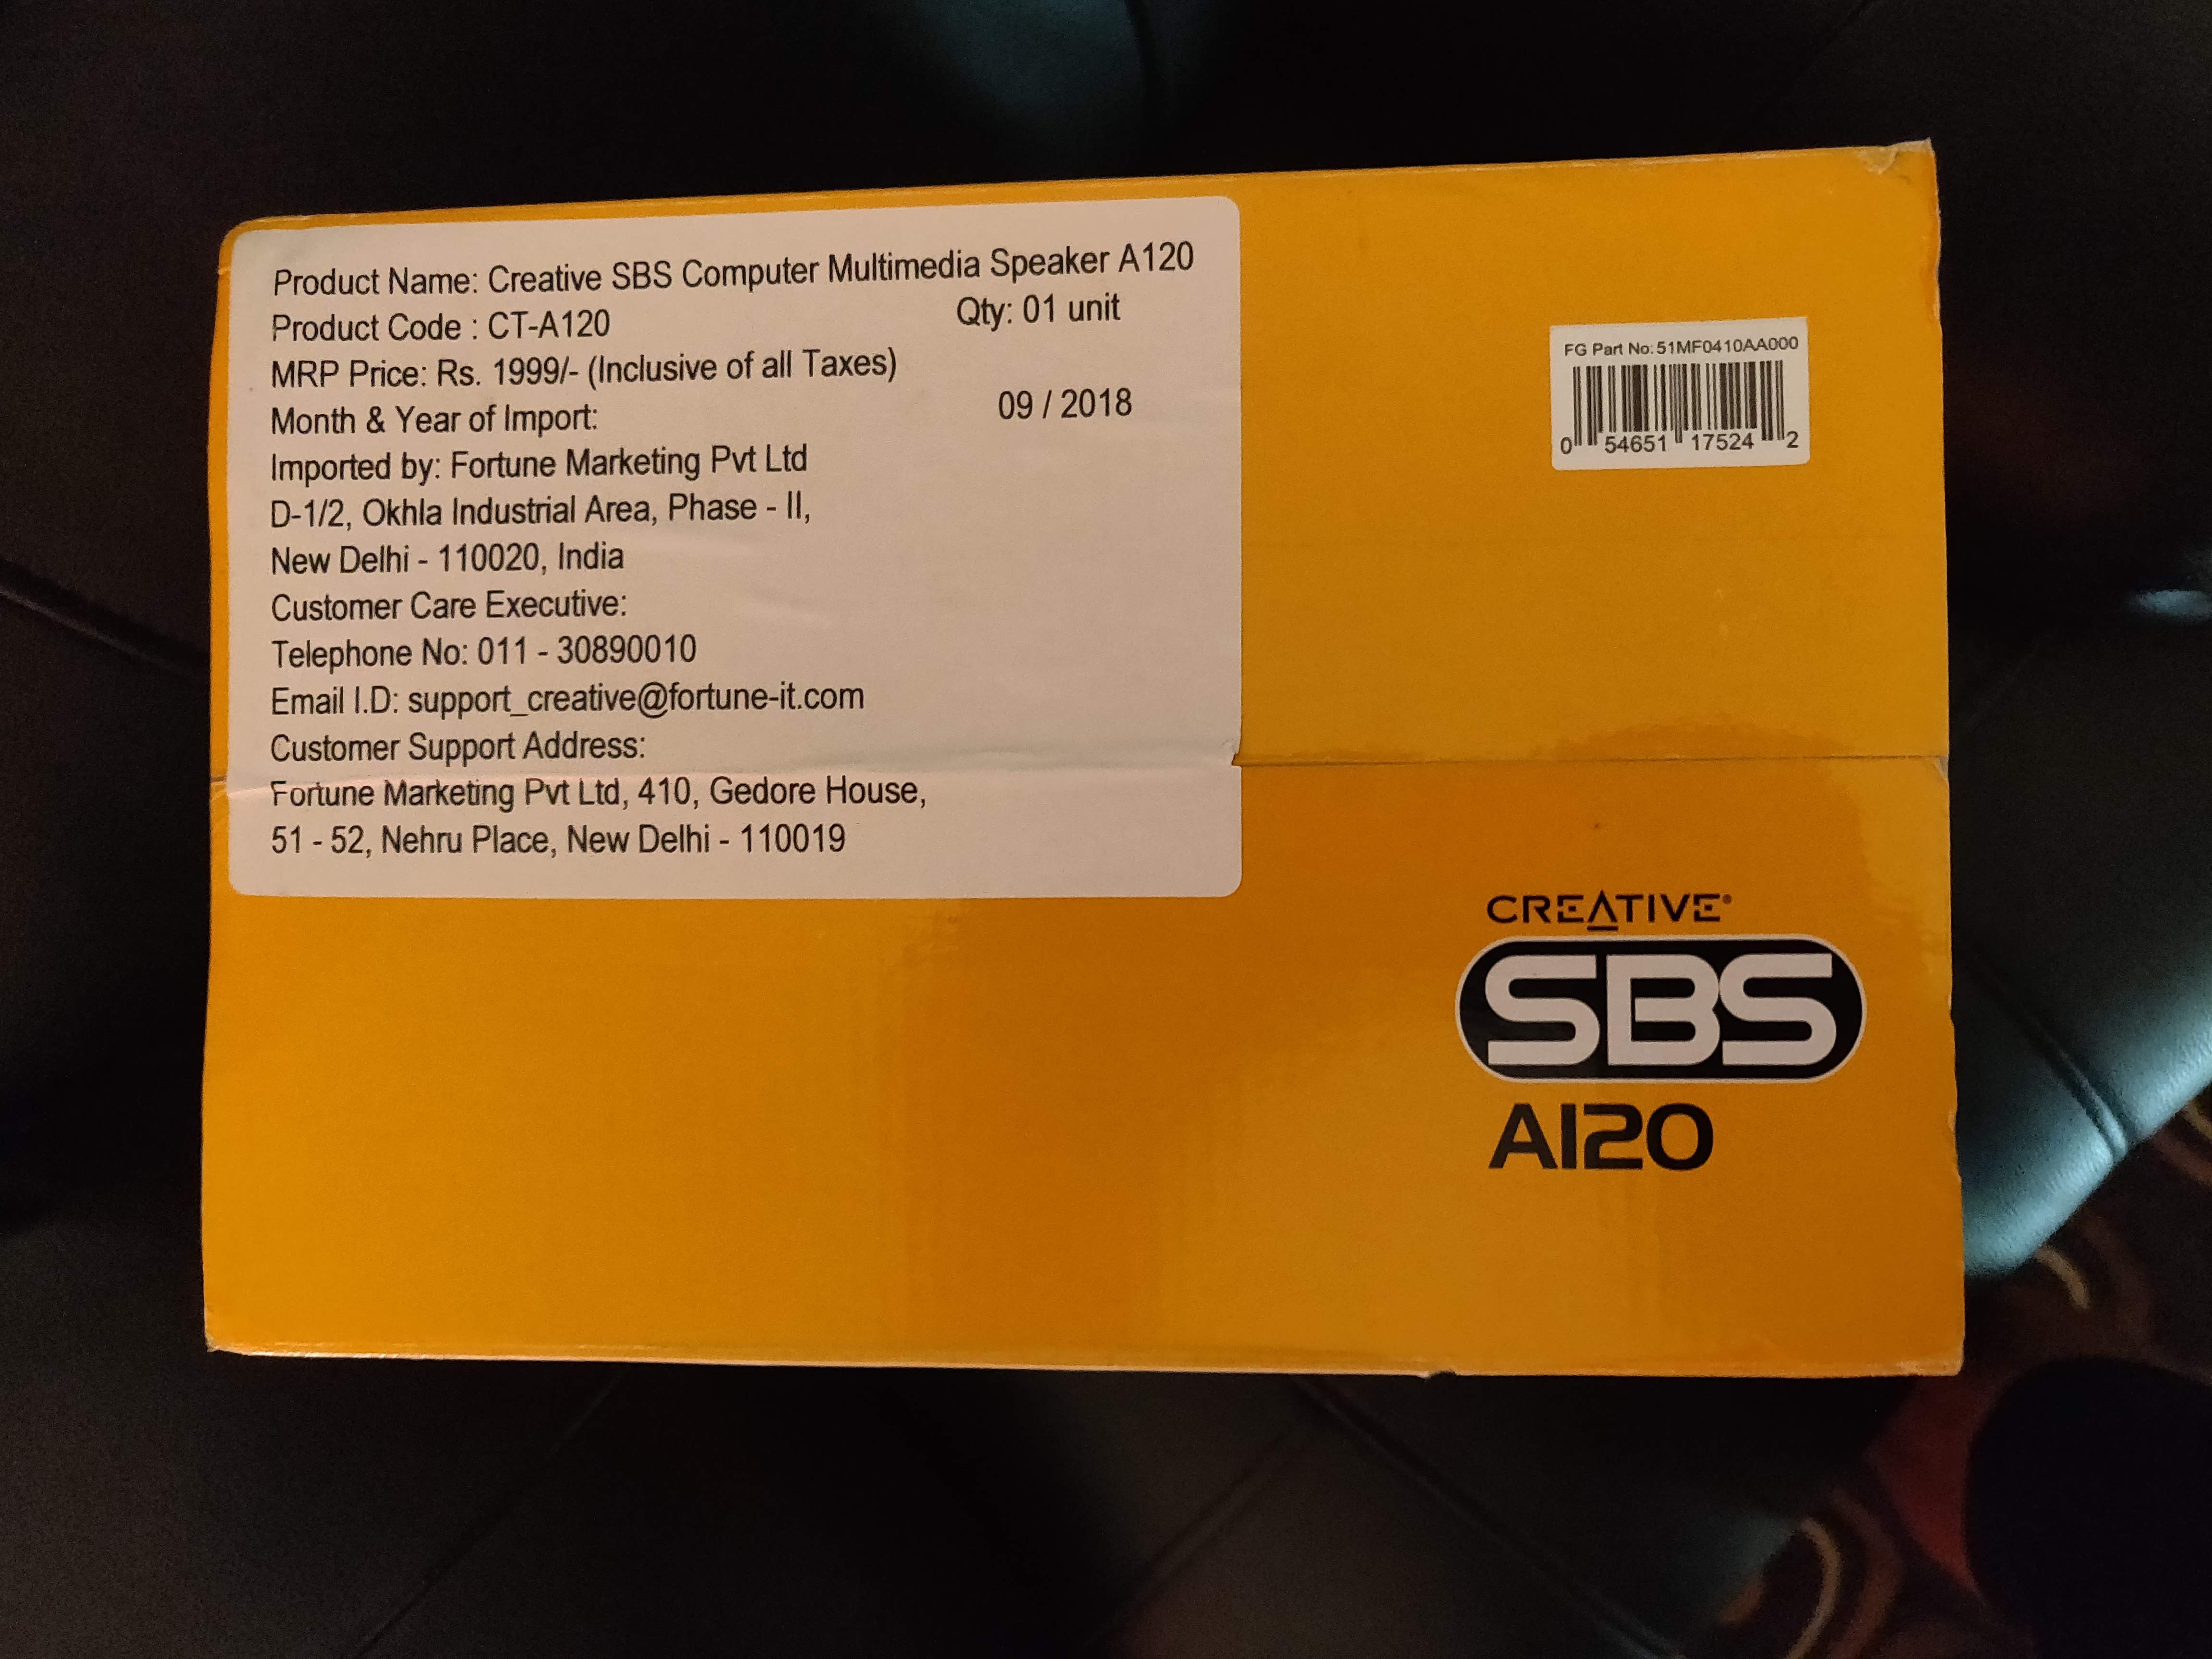 Product Name: Creative SBS Computer Multimedia Speaker A120
Product Code : CT-A120 Qty: 01 unit
MRP Price: Rs. 1999/- (Inclusive of all Taxes)
Month & Year of Import: 09 / 2018
Imported by: Fortune Marketing Pvt Ltd
D-1/2, Okhla Industrial Area, Phase - II,
New Delhi - 110020, India
Customer Care Executive:
Telephone No: 011 - 30890010
Email I.D: support_creative@fortune-it.com
Customer Support Address:
Fortune Marketing Pvt Ltd, 410, Gedore House,
51 - 52, Nehru Place, New Delhi - 110019
FG Part No:51MF0410AA000
0 54651 17524 2
CREATIVE®
SBS
A120